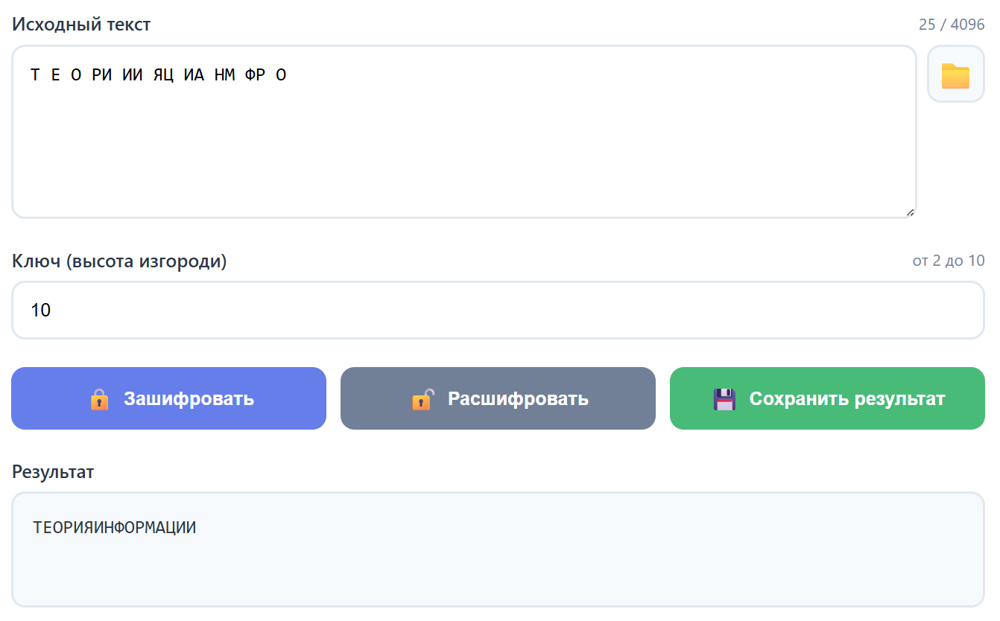 Исходный текст
25 / 4096
Т Е О РИ ИИ ЯЦ ИА НМ ФР О
Ключ (высота изгороди)
от 2 до 10
10
Зашифровать
Расшифровать
Сохранить результат
Результат
ТЕОРИЯИНФОРМАЦИИ